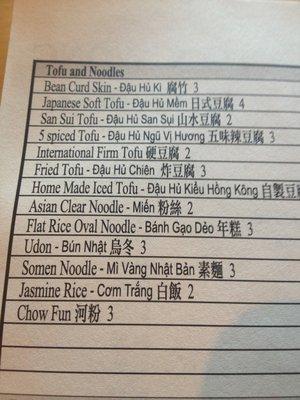 Tofu and Noodles
Bean Curd Skin - Đậu Hủ Ki 腐竹 3
Japanese Soft Tofu - Đậu Hủ Mềm 日式豆腐 4
San Sui Tofu - Đậu Hủ San Sụi 山水豆腐 2
5 spiced Tofu - Đậu Hủ Ngũ Vị Hương 五味辣豆腐 3
International Firm Tofu 硬豆腐 2
Fried Tofu - Đậu Hủ Chiên 炸豆腐 3
Home Made Iced Tofu - Đậu Hủ Kiểu Hồng Kông 自製豆
Asian Clear Noodle - Miến 粉絲 2
Flat Rice Oval Noodle - Bánh Gạo Dẻo 年糕 3
Udon - Bún Nhật 烏冬 3
Somen Noodle - Mì Vàng Nhật Bản 素麵 3
Jasmine Rice - Cơm Trắng 白飯 2
Chow Fun 河粉 3